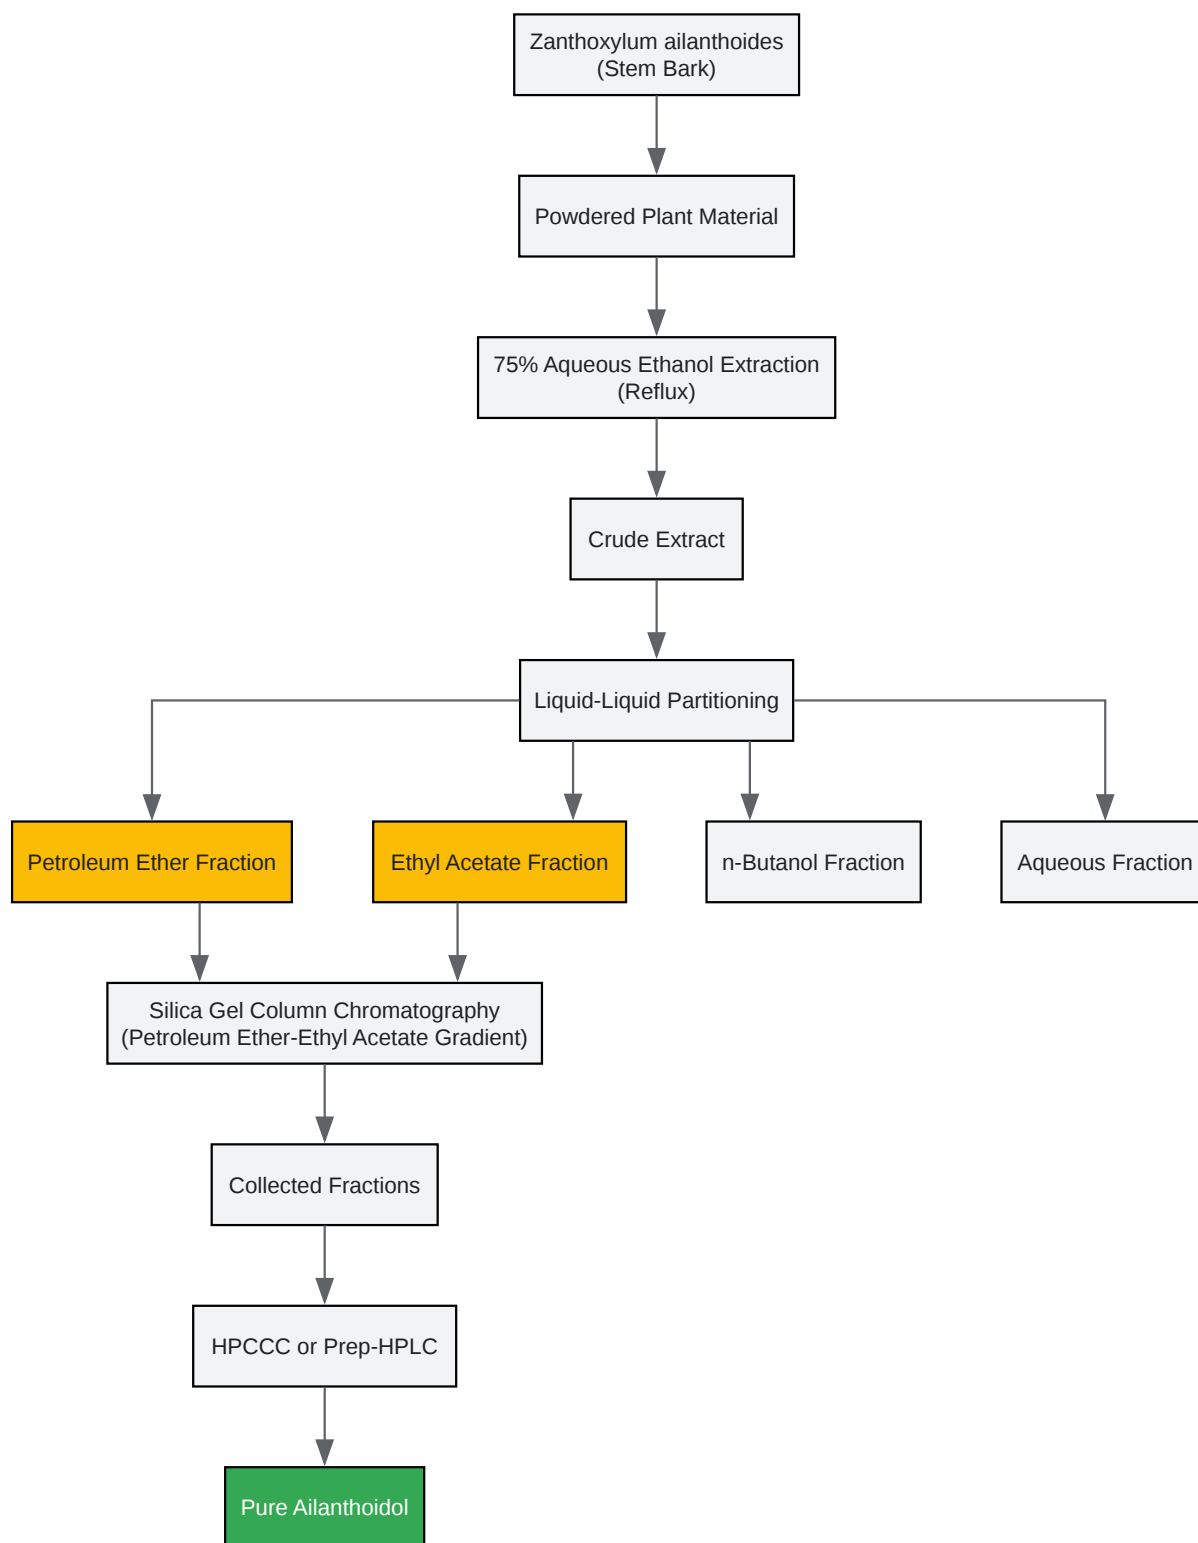 Zanthoxylum ailanthoides
(Stem Bark)
Powdered Plant Material
75% Aqueous Ethanol Extraction
(Reflux)
Crude Extract
Liquid-Liquid Partitioning
Petroleum Ether Fraction
Ethyl Acetate Fraction
n-Butanol Fraction
Aqueous Fraction
Silica Gel Column Chromatography
(Petroleum Ether-Ethyl Acetate Gradient)
Collected Fractions
HPCCC or Prep-HPLC
Pure Ailanthoidol